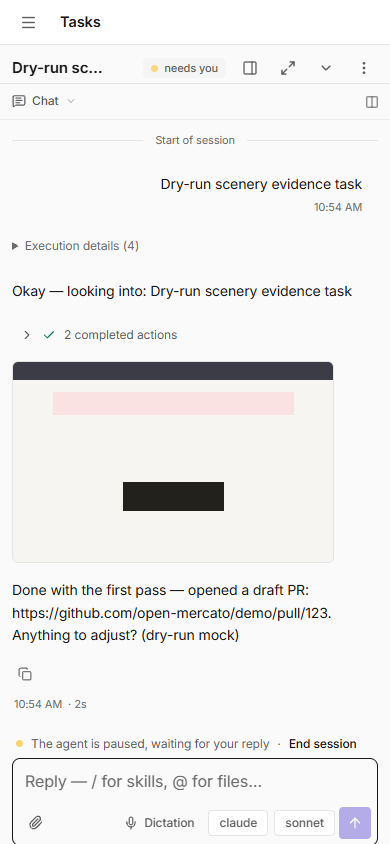 Tasks
Dry-run sc...
needs you
Chat
Start of session
Dry-run scenery evidence task
10:54 AM
Execution details (4)
Okay — looking into: Dry-run scenery evidence task
2 completed actions
Done with the first pass — opened a draft PR:
https://github.com/open-mercato/demo/pull/123.
Anything to adjust? (dry-run mock)
10:54 AM · 2s
The agent is paused, waiting for your reply · End session
Reply — / for skills, @ for files...
Dictation
claude
sonnet